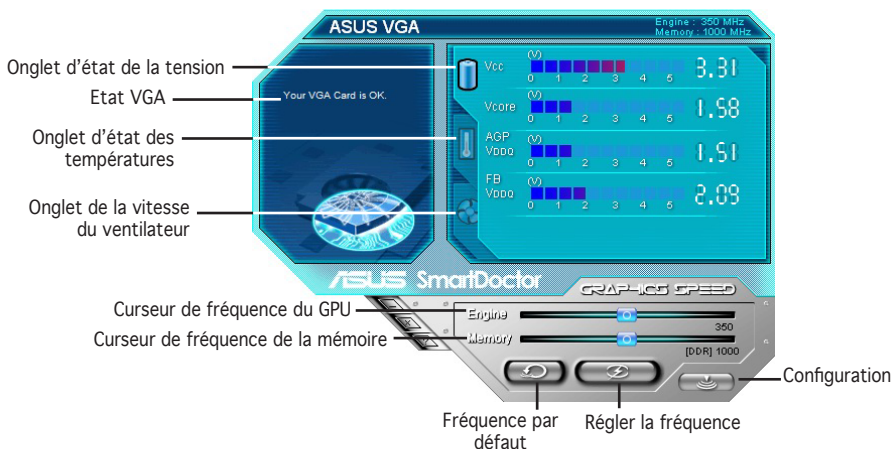 ASUS VGA
Engine : 350 MHz
Memory : 1000 MHz
Onglet d'état de la tension
Etat VGA
Onglet d'état des
températures
Onglet de la vitesse
du ventilateur
Your VGA Card is OK.
Vcc
(V)
0 1 2 3 4 5
3.31
Vcore
(V)
0 1 2 3 4 5
1.58
AGP
VDDQ
(V)
0 1 2 3 4 5
1.51
FB
VDDQ
(V)
0 1 2 3 4 5
2.09
ASUS SmartDoctor
GRAPHICS SPEED
Curseur de fréquence du GPU
Engine
350
Curseur de fréquence de la mémoire
Memory
[DDR] 1000
Configuration
Fréquence par
défaut
Régler la fréquence